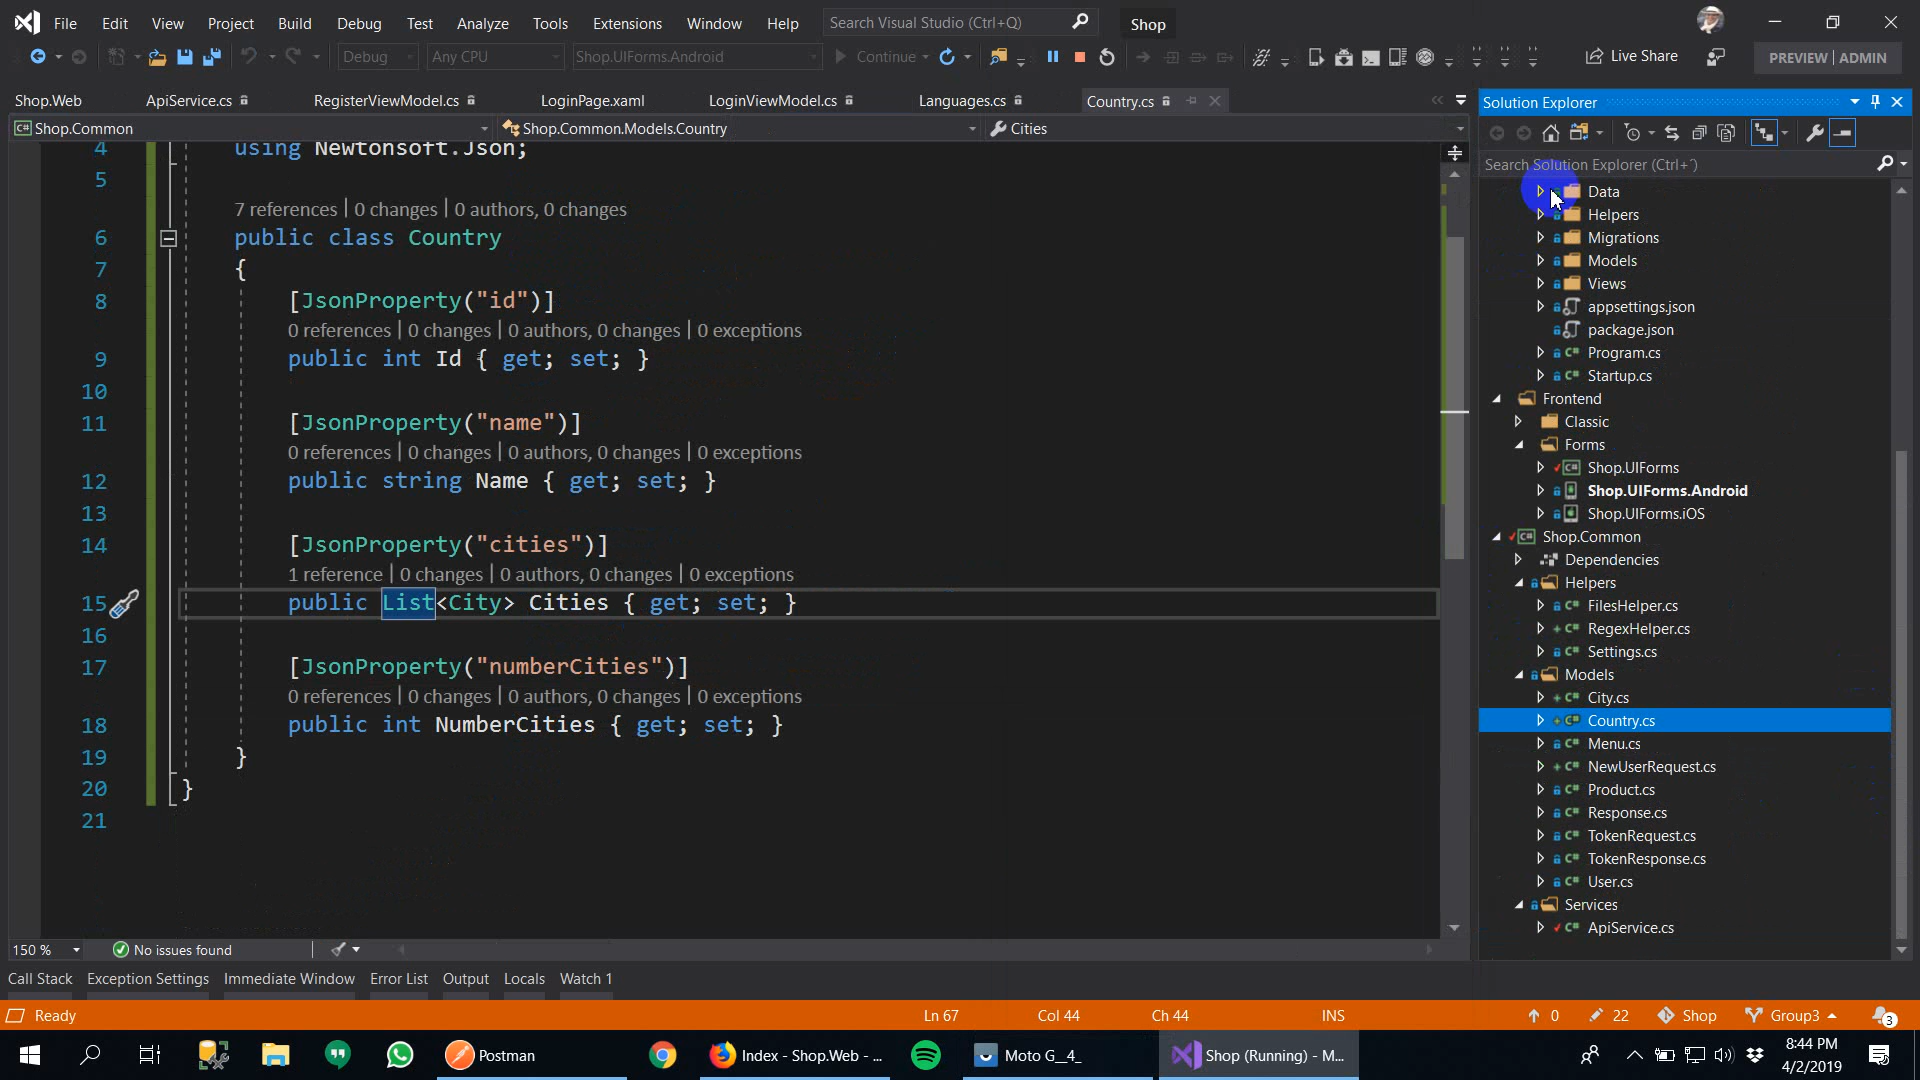 File Edit View Project Build Debug Test Analyze Tools Extensions Window Help Search Visual Studio (Ctrl+Q) Shop
Debug Any CPU Shop.UIForms.Android Continue Live Share PREVIEW | ADMIN
Shop.Web ApiService.cs RegisterViewModel.cs LoginPage.xaml LoginViewModel.cs Languages.cs Country.cs
Shop.Common Shop.Common.Models.Country Cities
4 using Newtonsoft.Json;
5
7 references | 0 changes | 0 authors, 0 changes
6 public class Country
7 {
8 [JsonProperty("id")]
0 references | 0 changes | 0 authors, 0 changes | 0 exceptions
9 public int Id { get; set; }
10
11 [JsonProperty("name")]
0 references | 0 changes | 0 authors, 0 changes | 0 exceptions
12 public string Name { get; set; }
13
14 [JsonProperty("cities")]
1 reference | 0 changes | 0 authors, 0 changes | 0 exceptions
15 public List<City> Cities { get; set; }
16
17 [JsonProperty("numberCities")]
0 references | 0 changes | 0 authors, 0 changes | 0 exceptions
18 public int NumberCities { get; set; }
19 }
20 }
21
150 % No issues found
Solution Explorer
Search Solution Explorer (Ctrl+´)
Data
Helpers
Migrations
Models
Views
appsettings.json
package.json
Program.cs
Startup.cs
Frontend
Classic
Forms
Shop.UIForms
Shop.UIForms.Android
Shop.UIForms.iOS
Shop.Common
Dependencies
Helpers
FilesHelper.cs
RegexHelper.cs
Settings.cs
Models
City.cs
Country.cs
Menu.cs
NewUserRequest.cs
Product.cs
Response.cs
TokenRequest.cs
TokenResponse.cs
User.cs
Services
ApiService.cs
Call Stack Exception Settings Immediate Window Error List Output Locals Watch 1
Ready Ln 67 Col 44 Ch 44 INS 0 22 Shop Group3 3
Postman Index - Shop.Web - ... Moto G__4_ Shop (Running) - M... 8:44 PM
4/2/2019